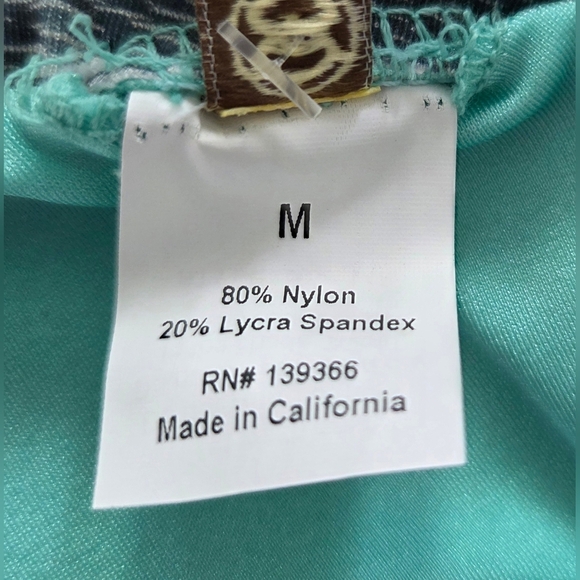 M
80% Nylon
20% Lycra Spandex
RN# 139366
Made in California